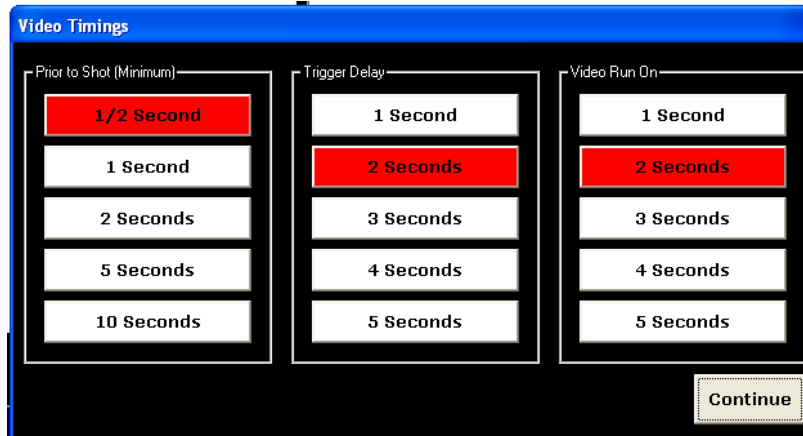 Video Timings
Prior to Shot (Minimum)
1/2 Second
1 Second
2 Seconds
5 Seconds
10 Seconds
Trigger Delay
1 Second
2 Seconds
3 Seconds
4 Seconds
5 Seconds
Video Run On
1 Second
2 Seconds
3 Seconds
4 Seconds
5 Seconds
Continue